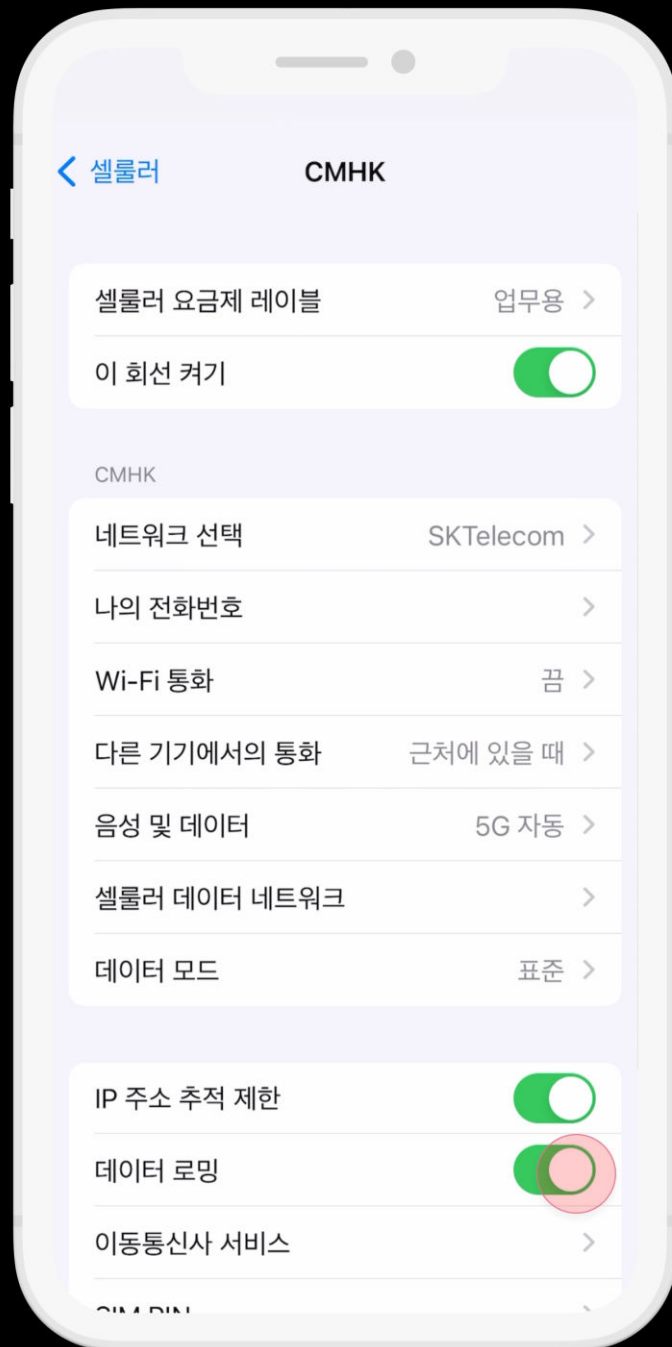 셀룰러 CMHK
셀룰러 요금제 레이블 업무용
이 회선 켜기
CMHK
네트워크 선택 SKTelecom
나의 전화번호
Wi-Fi 통화 끔
다른 기기에서의 통화 근처에 있을 때
음성 및 데이터 5G 자동
셀룰러 데이터 네트워크
데이터 모드 표준
IP 주소 추적 제한
데이터 로밍
이동통신사 서비스
SIM PIN